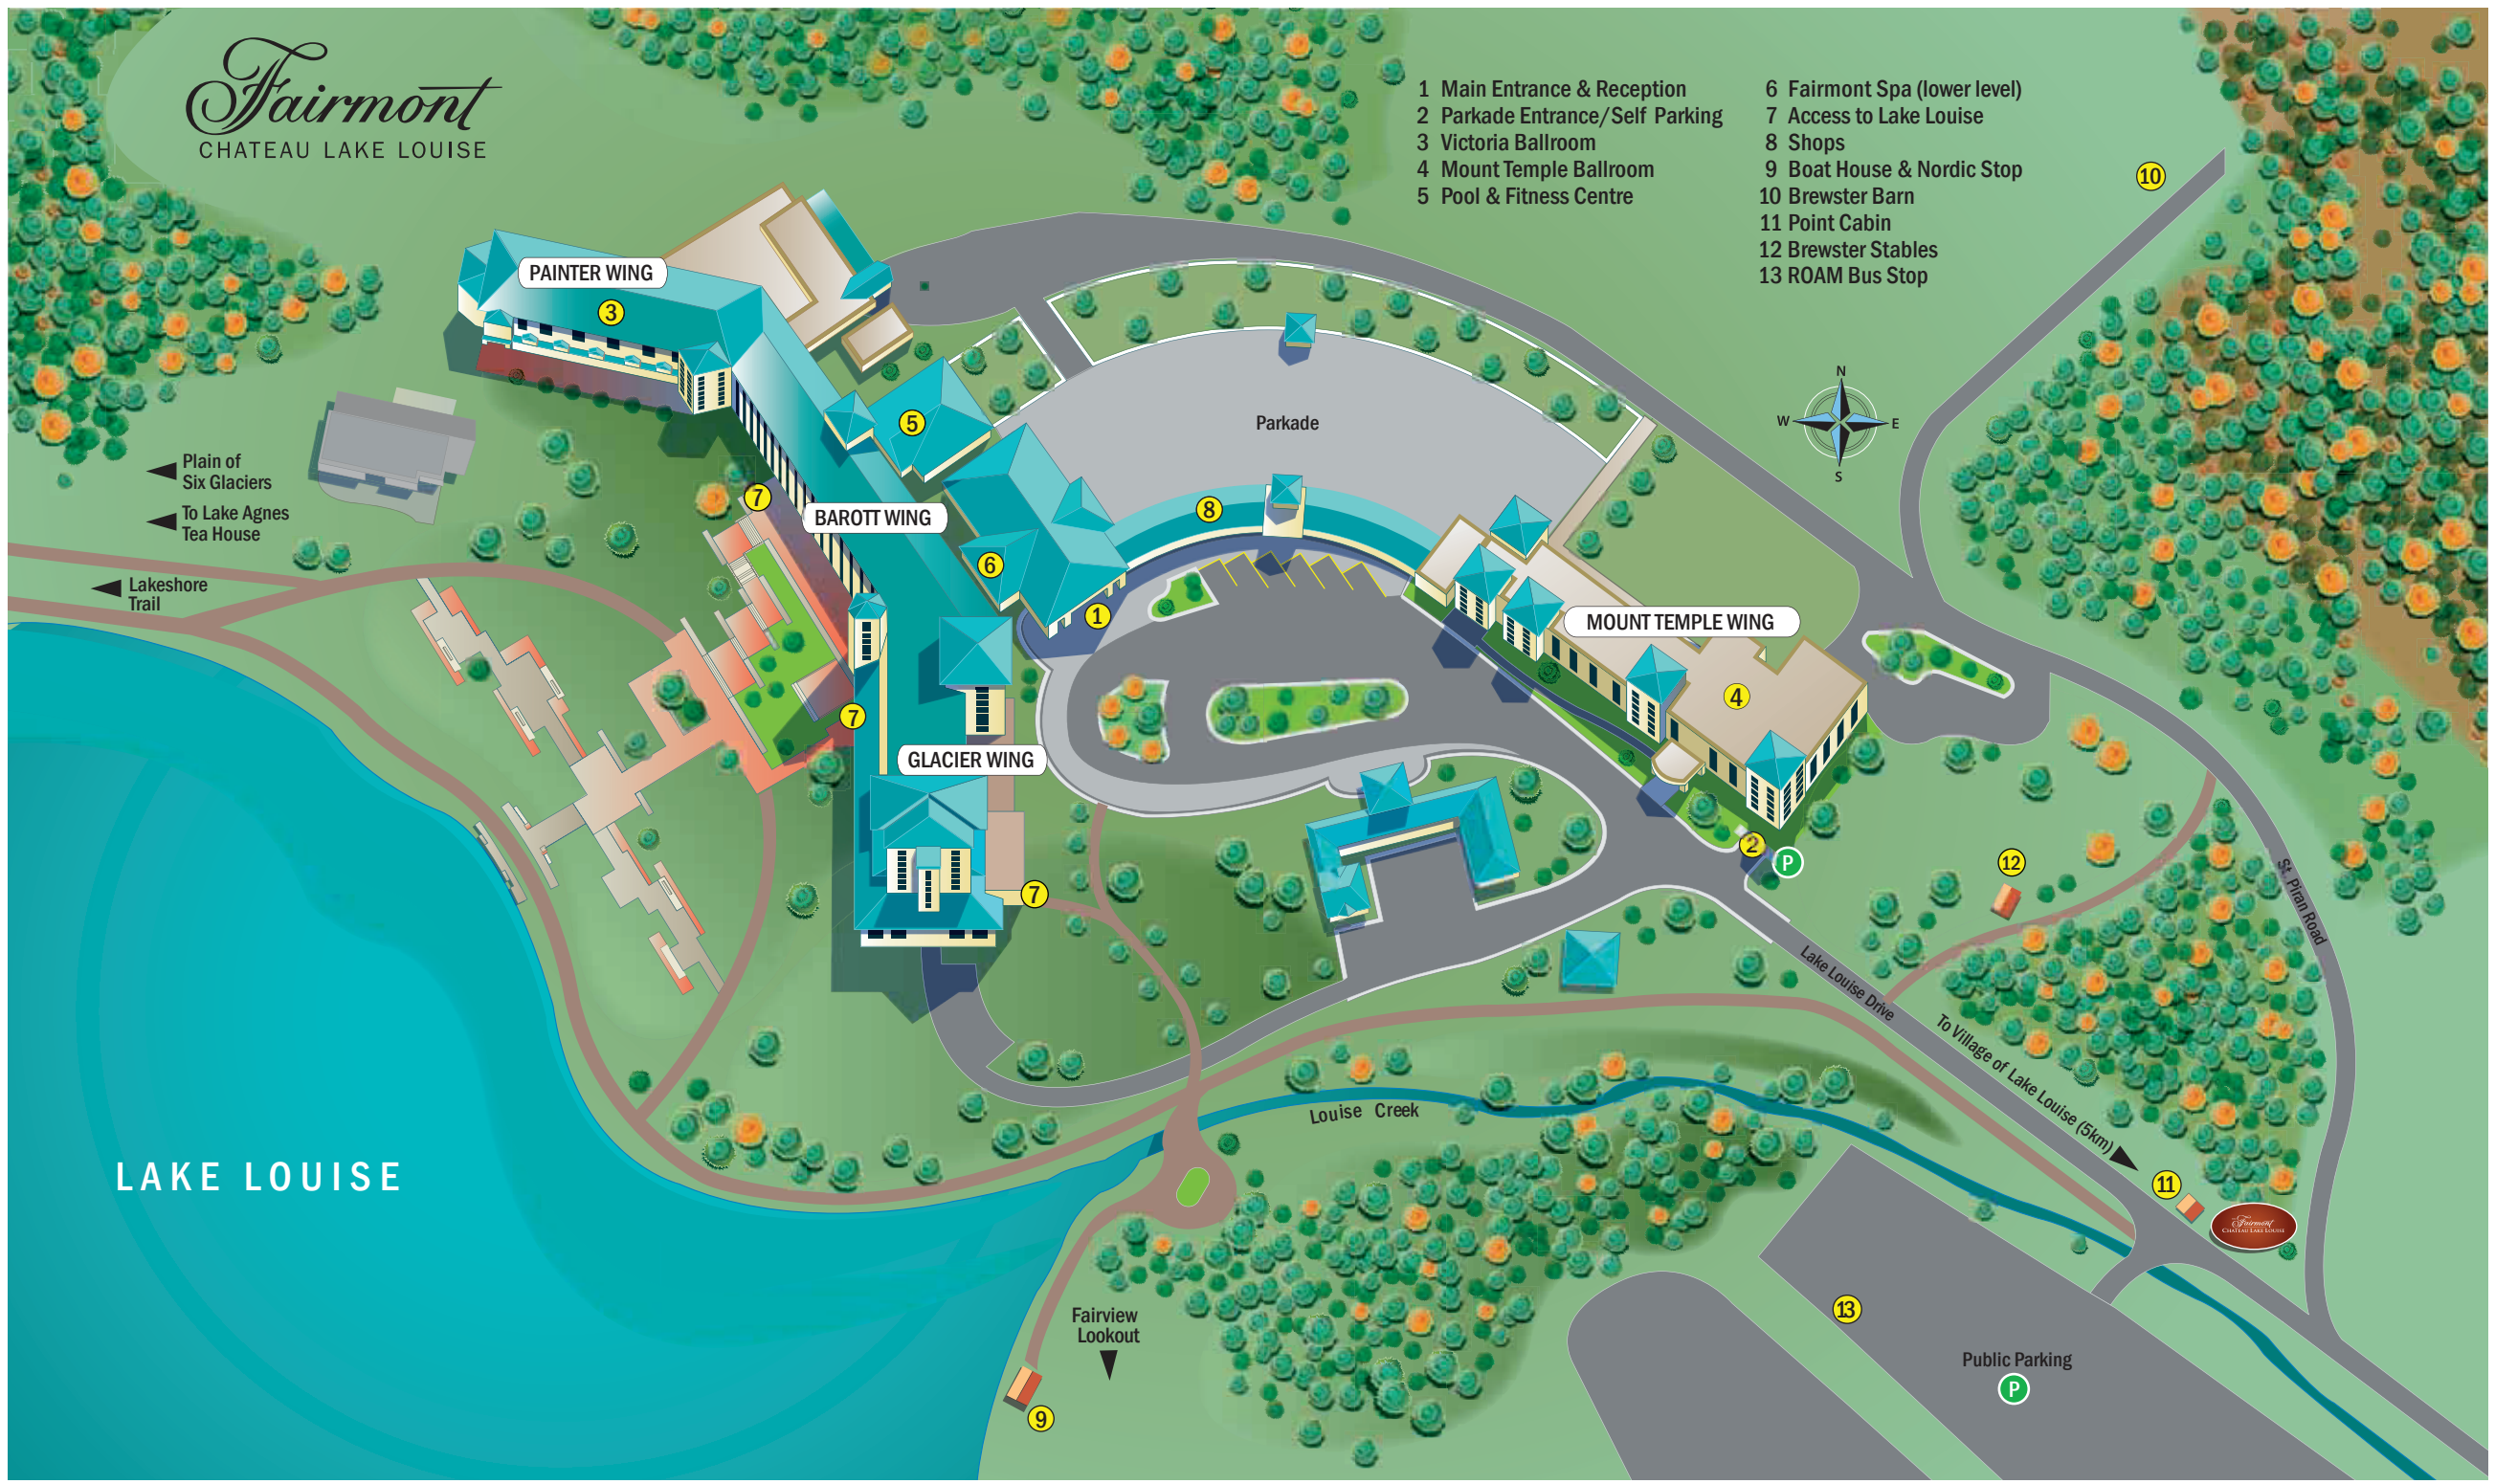 Fairmont
CHATEAU LAKE LOUISE
1 Main Entrance & Reception
2 Parkade Entrance/Self Parking
3 Victoria Ballroom
4 Mount Temple Ballroom
5 Pool & Fitness Centre
6 Fairmont Spa (lower level)
7 Access to Lake Louise
8 Shops
9 Boat House & Nordic Stop
10 Brewster Barn
11 Point Cabin
12 Brewster Stables
13 ROAM Bus Stop
10
PAINTER WING
3
N
W
E
S
5
Parkade
Plain of
Six Glaciers
To Lake Agnes
Tea House
7
BAROTT WING
8
6
Lakeshore
Trail
1
MOUNT TEMPLE WING
4
7
GLACIER WING
2
P
12
7
St. Piran Road
Lake Louise Drive
To Village of Lake Louise (5km)
Louise Creek
LAKE LOUISE
11
Fairmont
CHATEAU LAKE LOUISE
13
Fairview
Lookout
Public Parking
P
9